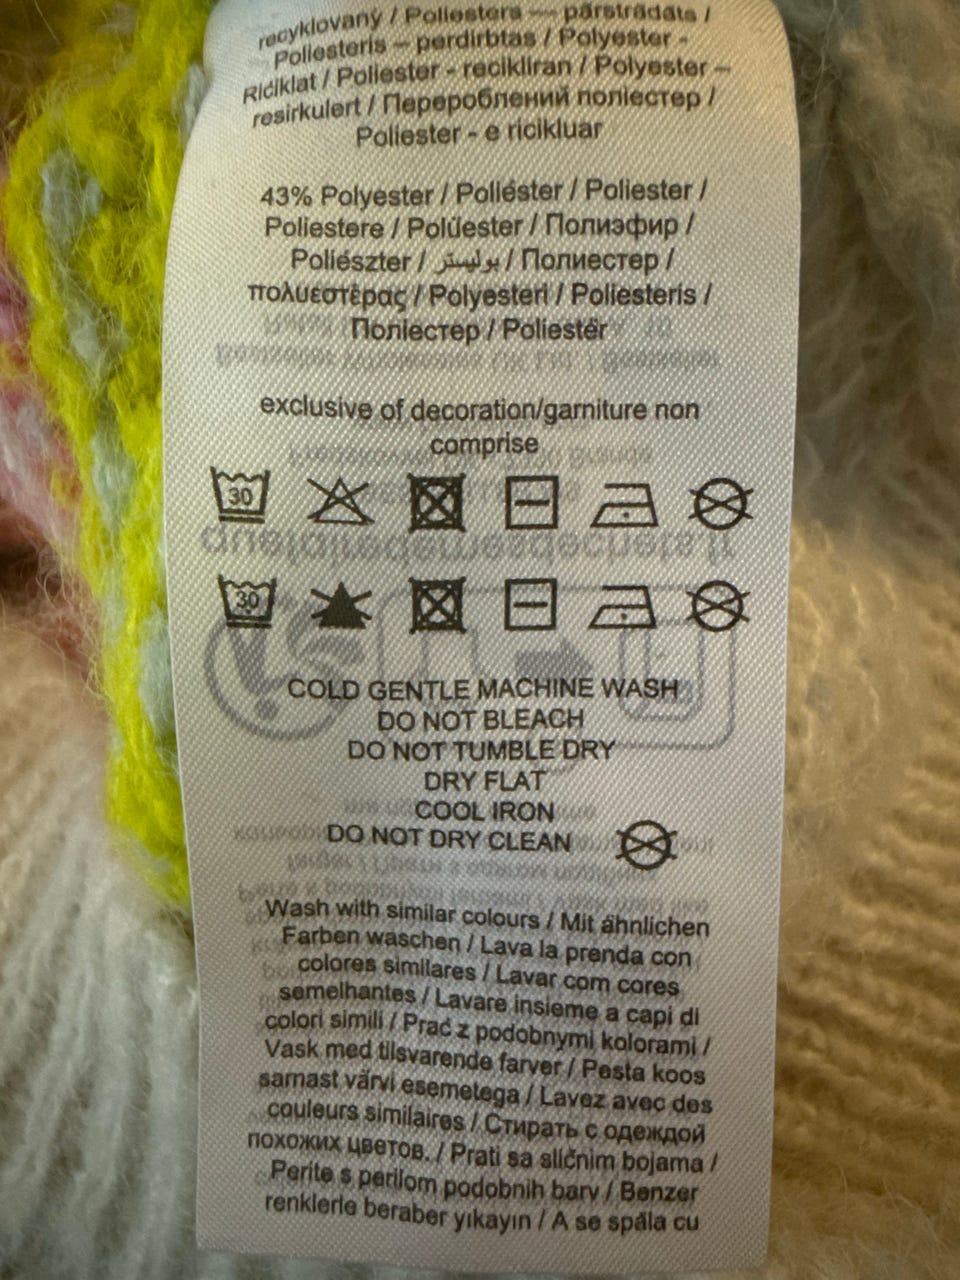 recyklovaný / Poliesters — pārstrādāts /
Poliesteris – perdirbtas / Polyester -
Riciklat / Poliester - recikliran / Polyester –
resirkulert / Перероблений поліестер /
Poliester - e ricikluar
43% Polyester / Poliéster / Poliester /
Poliestere / Polúester / Полиэфир /
Poliészter / بوليستر / Полиестер /
πολυεστέρας / Polyesteri / Poliesteris /
Поліестер / Poliestër
exclusive of decoration/garniture non
comprise
30
30
COLD GENTLE MACHINE WASH
DO NOT BLEACH
DO NOT TUMBLE DRY
DRY FLAT
COOL IRON
DO NOT DRY CLEAN
Wash with similar colours / Mit ähnlichen
Farben waschen / Lava la prenda con
colores similares / Lavar com cores
semelhantes / Lavare insieme a capi di
colori simili / Prać z podobnymi kolorami /
Vask med tilsvarende farver / Pesta koos
sarnast värvi esemetega / Lavez avec des
couleurs similaires / Стирать с одеждой
похожих цветов. / Prati sa sličnim bojama /
Perite s perilom podobnih barv / Benzer
renklerle beraber yıkayın / A se spăla cu